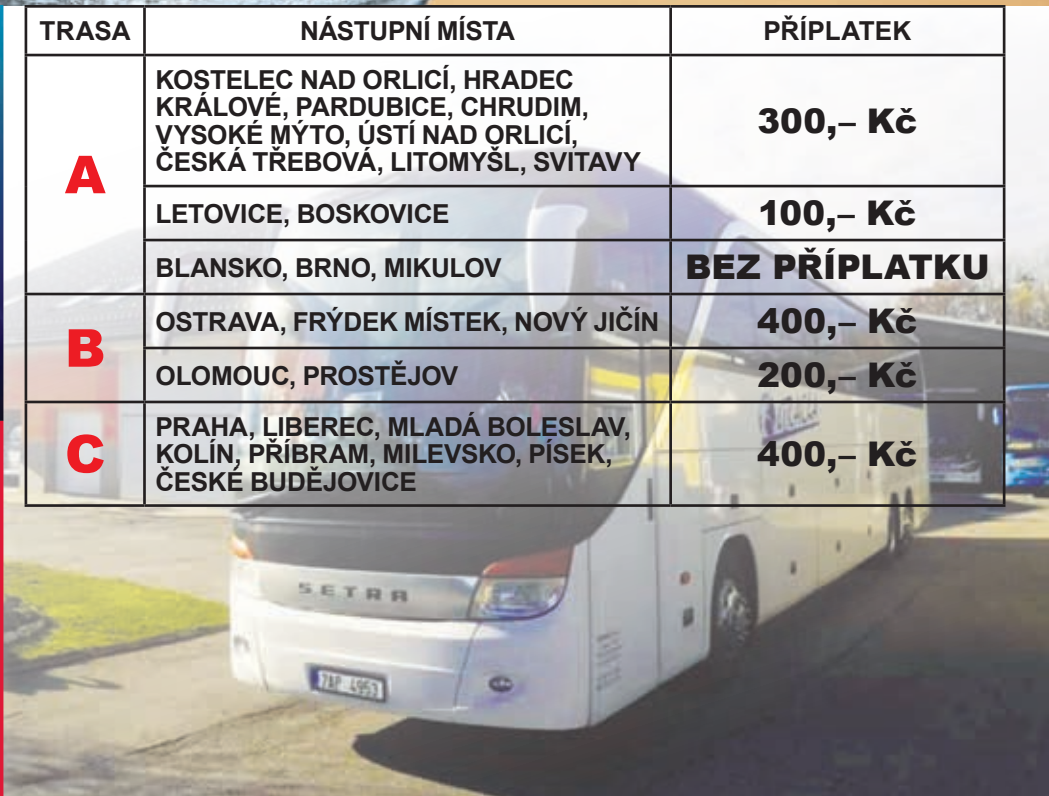 TRASA NÁSTUPNÍ MÍSTA PŘÍPLATEK
A
KOSTELEC NAD ORLICÍ, HRADEC
KRÁLOVÉ, PARDUBICE, CHRUDIM,
VYSOKÉ MÝTO, ÚSTÍ NAD ORLICÍ,
ČESKÁ TŘEBOVÁ, LITOMYŠL, SVITAVY
300,– Kč
LETOVICE, BOSKOVICE 100,– Kč
BLANSKO, BRNO, MIKULOV BEZ PŘÍPLATKU
B
OSTRAVA, FRÝDEK MÍSTEK, NOVÝ JIČÍN 400,– Kč
OLOMOUC, PROSTĚJOV 200,– Kč
C
PRAHA, LIBEREC, MLADÁ BOLESLAV,
KOLÍN, PŘÍBRAM, MILEVSKO, PÍSEK,
ČESKÉ BUDĚJOVICE
400,– Kč
SETRA
7AP 4953